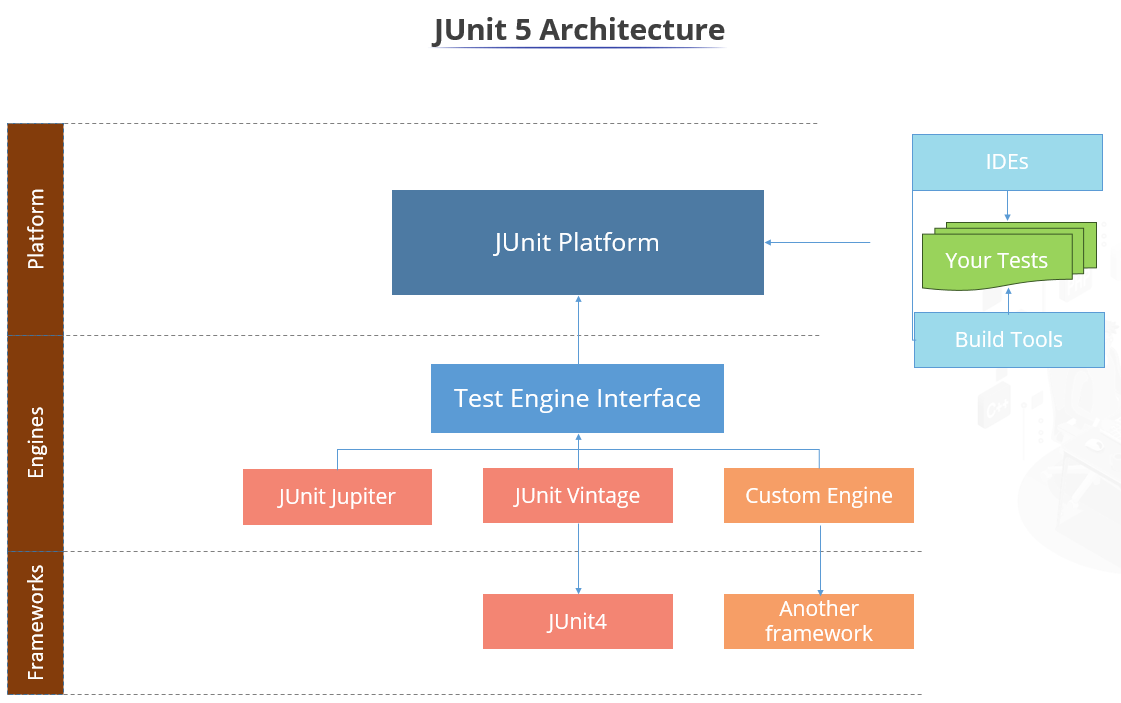 JUnit 5 Architecture
Platform
IDEs
JUnit Platform
Your Tests
Build Tools
Engines
Test Engine Interface
C++
JUnit Jupiter
JUnit Vintage
Custom Engine
Frameworks
JUnit4
Another
framework